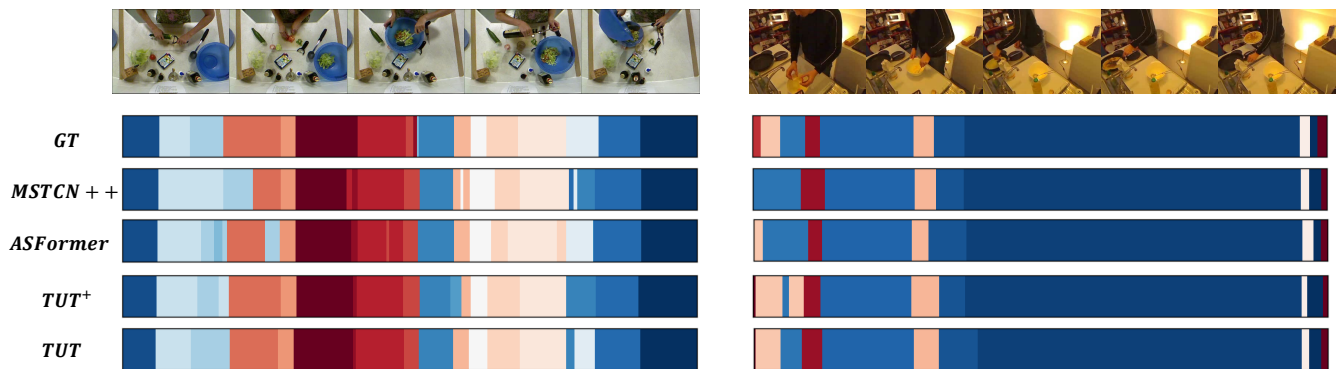 GT
MSTCN ++
ASFormer
TUT+
TUT